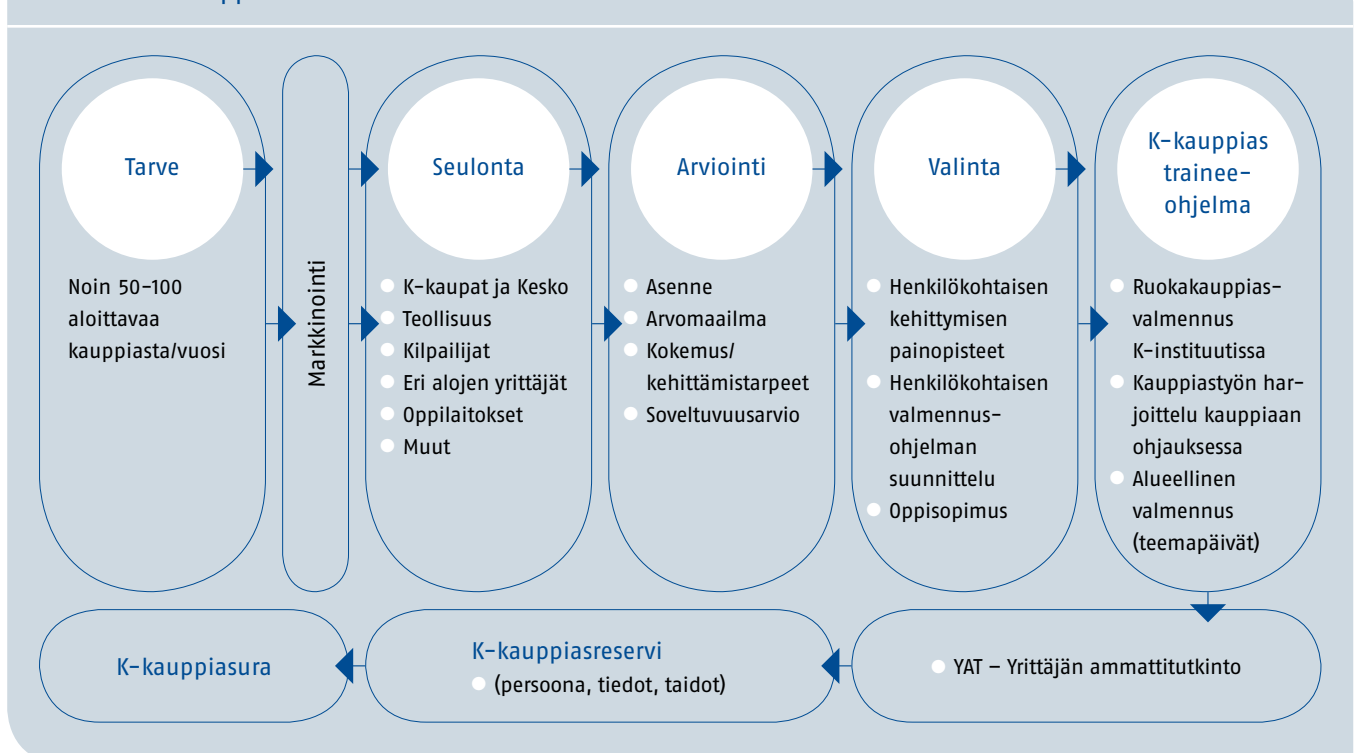 Tarve
Noin 50–100
aloittavaa
kauppiasta/vuosi
Markkinointi
Seulonta
K-kaupat ja Kesko
Teollisuus
Kilpailijat
Eri alojen yrittäjät
Oppilaitokset
Muut
Arviointi
Asenne
Arvomaailma
Kokemus/
kehittämistarpeet
Soveltuvuusarvio
Valinta
Henkilökohtaisen
kehittymisen
painopisteet
Henkilökohtaisen
valmennus-
ohjelman
suunnittelu
Oppisopimus
K-kauppias
trainee-
ohjelma
Ruokakauppias-
valmennus
K-instituutissa
Kauppiastyön har-
joittelu kauppiaan
ohjauksessa
Alueellinen
valmennus
(teemapäivät)
YAT – Yrittäjän ammattitutkinto
K-kauppiasreservi
(persoona, tiedot, taidot)
K-kauppiasura